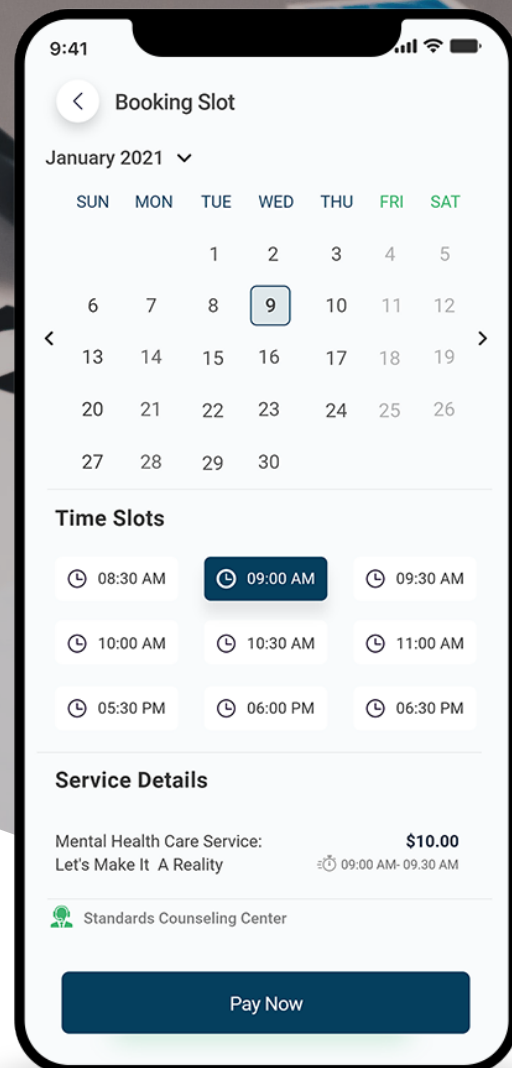 9:41
Booking Slot
January 2021
SUN MON TUE WED THU FRI SAT
1 2 3 4 5
6 7 8 9 10 11 12
13 14 15 16 17 18 19
20 21 22 23 24 25 26
27 28 29 30
Time Slots
08:30 AM 09:00 AM 09:30 AM
10:00 AM 10:30 AM 11:00 AM
05:30 PM 06:00 PM 06:30 PM
Service Details
Mental Health Care Service: $10.00
Let's Make It A Reality 09:00 AM- 09.30 AM
Standards Counseling Center
Pay Now